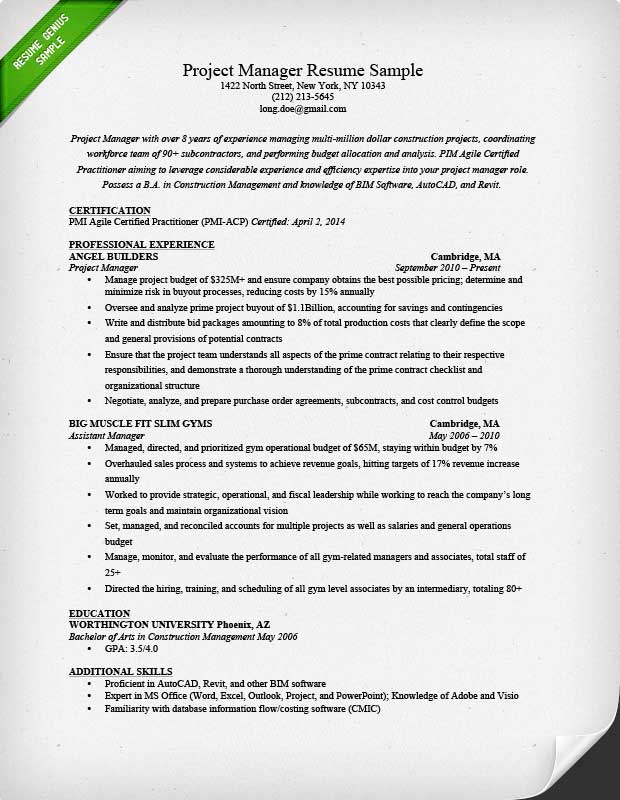 RESUME GENIUS
SAMPLE
Project Manager Resume Sample
1422 North Street, New York, NY 10343
(212) 213-5645
long.doe@gmail.com
Project Manager with over 8 years of experience managing multi-million dollar construction projects, coordinating
workforce team of 90+ subcontractors, and performing budget allocation and analysis. PIM Agile Certified
Practitioner aiming to leverage considerable experience and efficiency expertise into your project manager role.
Possess a B.A. in Construction Management and knowledge of BIM Software, AutoCAD, and Revit.
CERTIFICATION
PMI Agile Certified Practitioner (PMI-ACP) Certified: April 2, 2014
PROFESSIONAL EXPERIENCE
ANGEL BUILDERS Cambridge, MA
Project Manager September 2010 – Present
• Manage project budget of $325M+ and ensure company obtains the best possible pricing; determine and
minimize risk in buyout processes, reducing costs by 15% annually
• Oversee and analyze prime project buyout of $1.1Billion, accounting for savings and contingencies
• Write and distribute bid packages amounting to 8% of total production costs that clearly define the scope
and general provisions of potential contracts
• Ensure that the project team understands all aspects of the prime contract relating to their respective
responsibilities, and demonstrate a thorough understanding of the prime contract checklist and
organizational structure
• Negotiate, analyze, and prepare purchase order agreements, subcontracts, and cost control budgets
BIG MUSCLE FIT SLIM GYMS Cambridge, MA
Assistant Manager May 2006 – 2010
• Managed, directed, and prioritized gym operational budget of $65M, staying within budget by 7%
• Overhauled sales process and systems to achieve revenue goals, hitting targets of 17% revenue increase
annually
• Worked to provide strategic, operational, and fiscal leadership while working to reach the company's long
term goals and maintain organizational vision
• Set, managed, and reconciled accounts for multiple projects as well as salaries and general operations
budget
• Manage, monitor, and evaluate the performance of all gym-related managers and associates, total staff of
25+
• Directed the hiring, training, and scheduling of all gym level associates by an intermediary, totaling 80+
EDUCATION
WORTHINGTON UNIVERSITY Phoenix, AZ
Bachelor of Arts in Construction Management May 2006
• GPA: 3.5/4.0
ADDITIONAL SKILLS
• Proficient in AutoCAD, Revit, and other BIM software
• Expert in MS Office (Word, Excel, Outlook, Project, and PowerPoint); Knowledge of Adobe and Visio
• Familiarity with database information flow/costing software (CMIC)